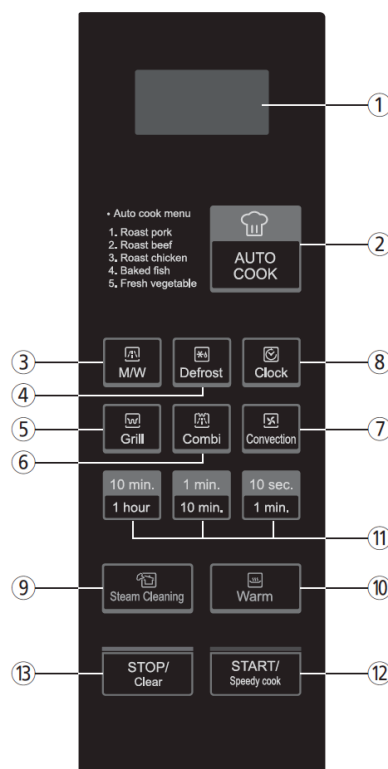 ①
• Auto cook menu
1. Roast pork
2. Roast beef
3. Roast chicken
4. Baked fish
5. Fresh vegetable
AUTO
COOK
②
③
M/W
Defrost
Clock
⑧
④
⑤
Grill
Combi
Convection
⑦
⑥
10 min.
1 hour
1 min.
10 min.
10 sec.
1 min.
⑪
⑨
Steam Cleaning
Warm
⑩
⑬
STOP/
Clear
START/
Speedy cook
⑫